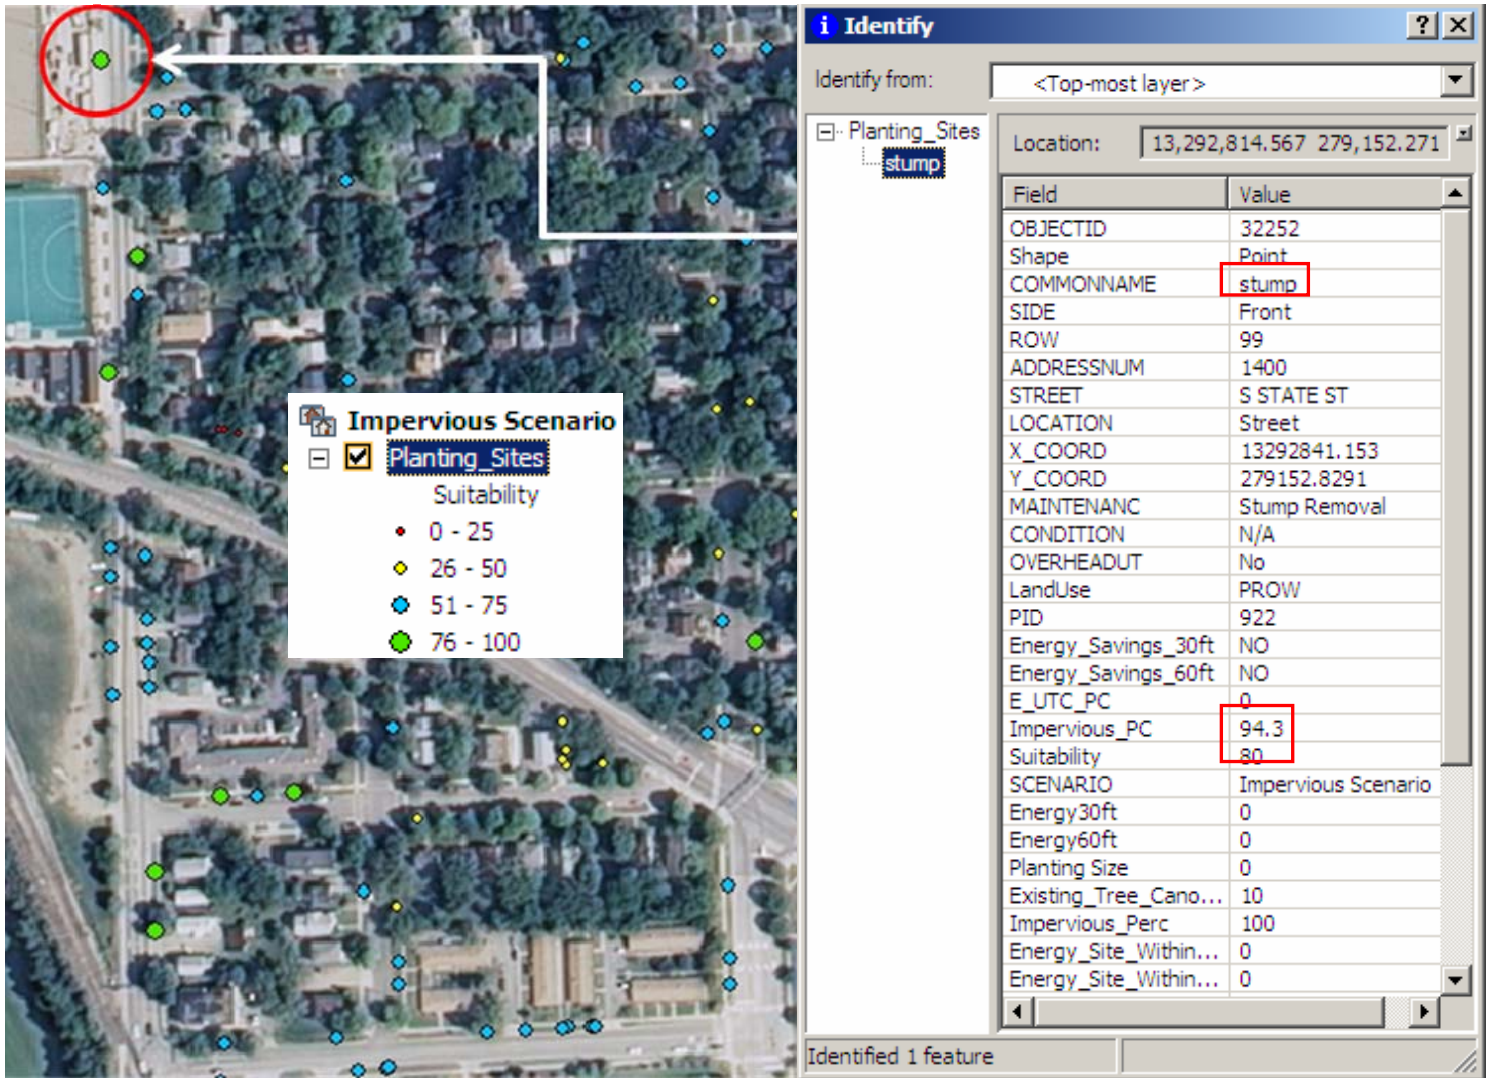 Impervious Scenario
Planting_Sites
Suitability
0 - 25
26 - 50
51 - 75
76 - 100
i Identify
Identify from: <Top-most layer>
Planting_Sites
stump
Location: 13,292,814.567 279,152.271
Field Value
OBJECTID 32252
Shape Point
COMMONNAME stump
SIDE Front
ROW 99
ADDRESSNUM 1400
STREET S STATE ST
LOCATION Street
X_COORD 13292841.153
Y_COORD 279152.8291
MAINTENANC Stump Removal
CONDITION N/A
OVERHEADUT No
LandUse PROW
PID 922
Energy_Savings_30ft NO
Energy_Savings_60ft NO
E_UTC_PC 0
Impervious_PC 94.3
Suitability 80
SCENARIO Impervious Scenario
Energy30ft 0
Energy60ft 0
Planting Size 0
Existing_Tree_Cano... 10
Impervious_Perc 100
Energy_Site_Within... 0
Energy_Site_Within... 0
Identified 1 feature